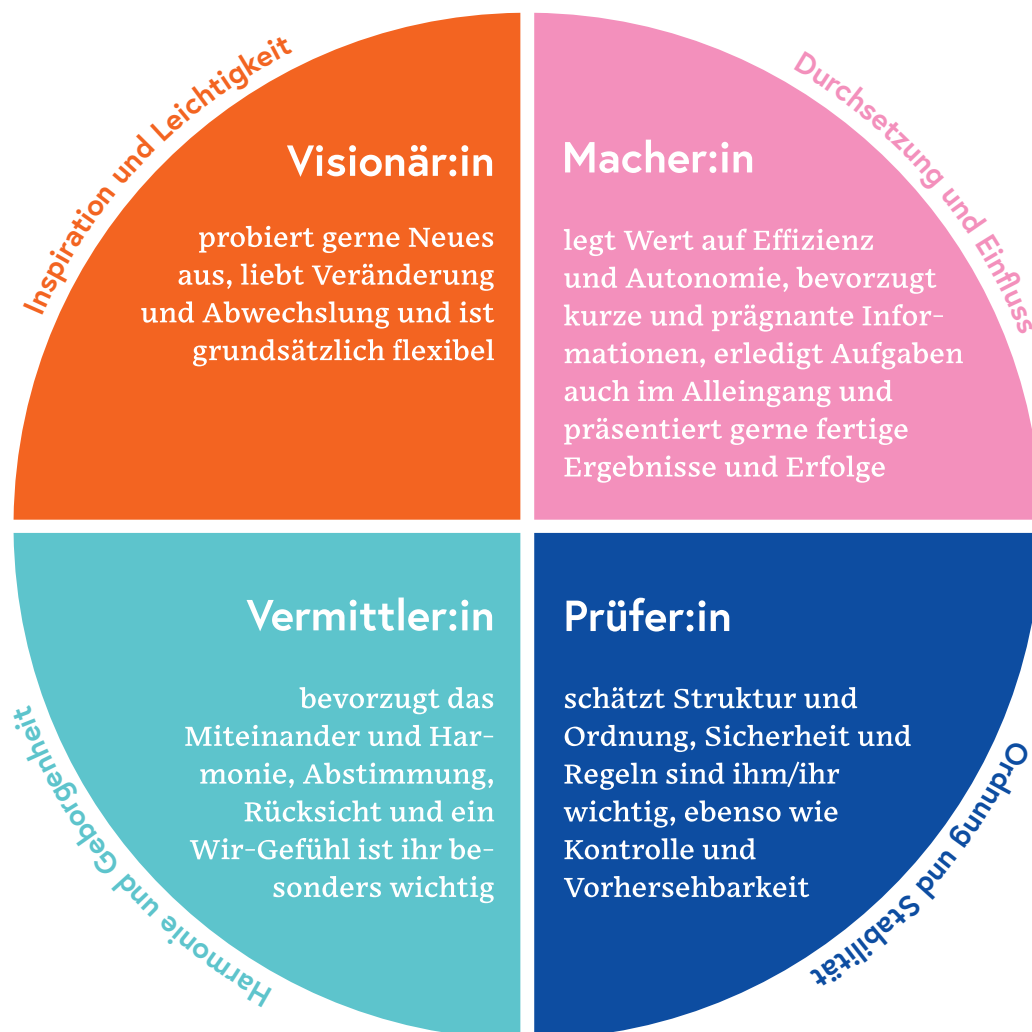 Inspiration und Leichtigkeit
Visionär:in
probiert gerne Neues
aus, liebt Veränderung
und Abwechslung und ist
grundsätzlich flexibel
Durchsetzung und Einfluss
Macher:in
legt Wert auf Effizienz
und Autonomie, bevorzugt
kurze und prägnante Infor-
mationen, erledigt Aufgaben
auch im Alleingang und
präsentiert gerne fertige
Ergebnisse und Erfolge
Harmonie und Geborgenheit
Vermittler:in
bevorzugt das
Miteinander und Har-
monie, Abstimmung,
Rücksicht und ein
Wir-Gefühl ist ihr be-
sonders wichtig
Prüfer:in
schätzt Struktur und
Ordnung, Sicherheit und
Regeln sind ihm/ihr
wichtig, ebenso wie
Kontrolle und
Vorhersehbarkeit
Ordnung und Stabilität